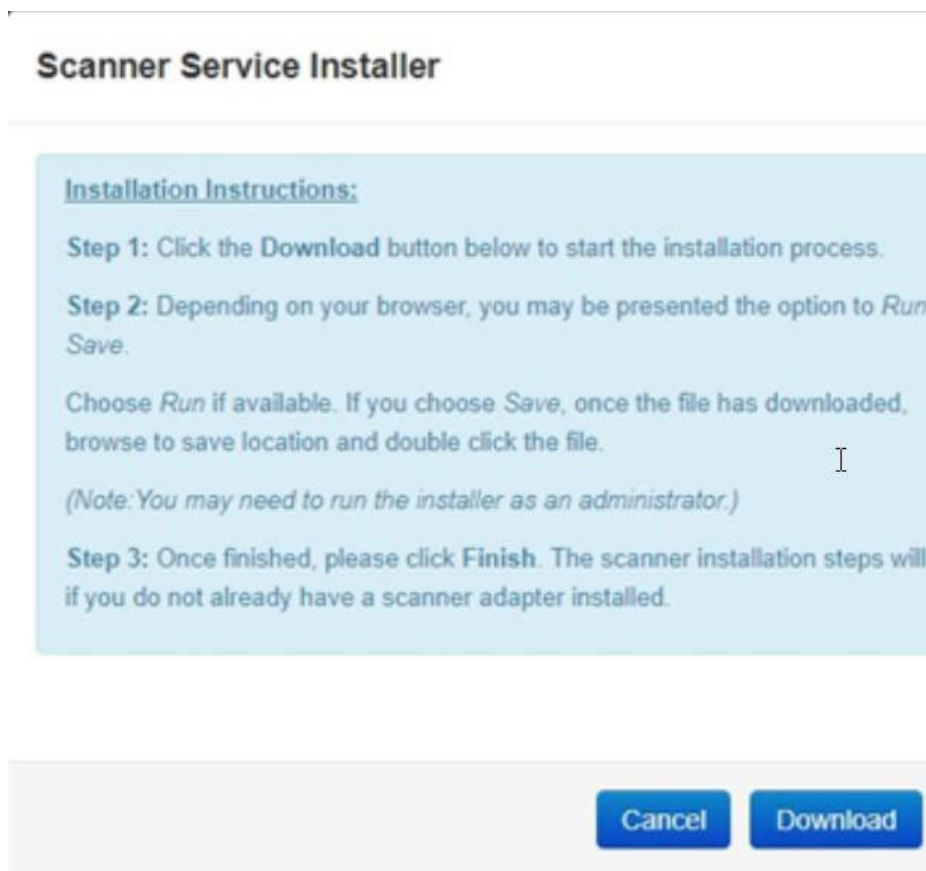 Scanner Service Installer
Installation Instructions:
Step 1: Click the Download button below to start the installation process.
Step 2: Depending on your browser, you may be presented the option to Run
Save.
Choose Run if available. If you choose Save, once the file has downloaded,
browse to save location and double click the file.
(Note:You may need to run the installer as an administrator.)
Step 3: Once finished, please click Finish. The scanner installation steps will
if you do not already have a scanner adapter installed.
Cancel
Download